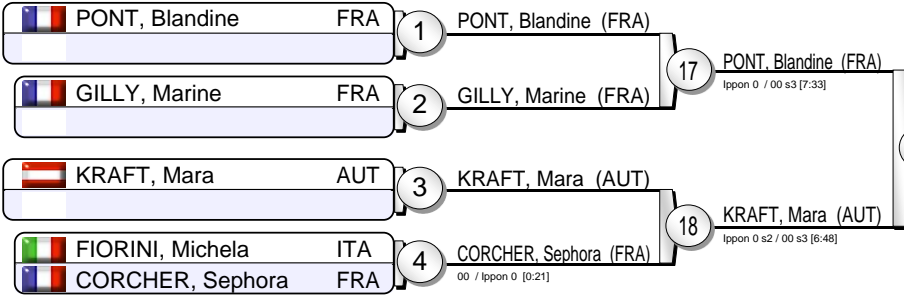 PONT, Blandine FRA
1
PONT, Blandine (FRA)
17
PONT, Blandine (FRA)
Ippon 0 / 00 s3 [7:33]
GILLY, Marine FRA
2
GILLY, Marine (FRA)
KRAFT, Mara AUT
3
KRAFT, Mara (AUT)
18
KRAFT, Mara (AUT)
Ippon 0 s2 / 00 s3 [6:48]
FIORINI, Michela ITA
CORCHER, Sephora FRA
4
CORCHER, Sephora (FRA)
00 / Ippon 0 [0:21]